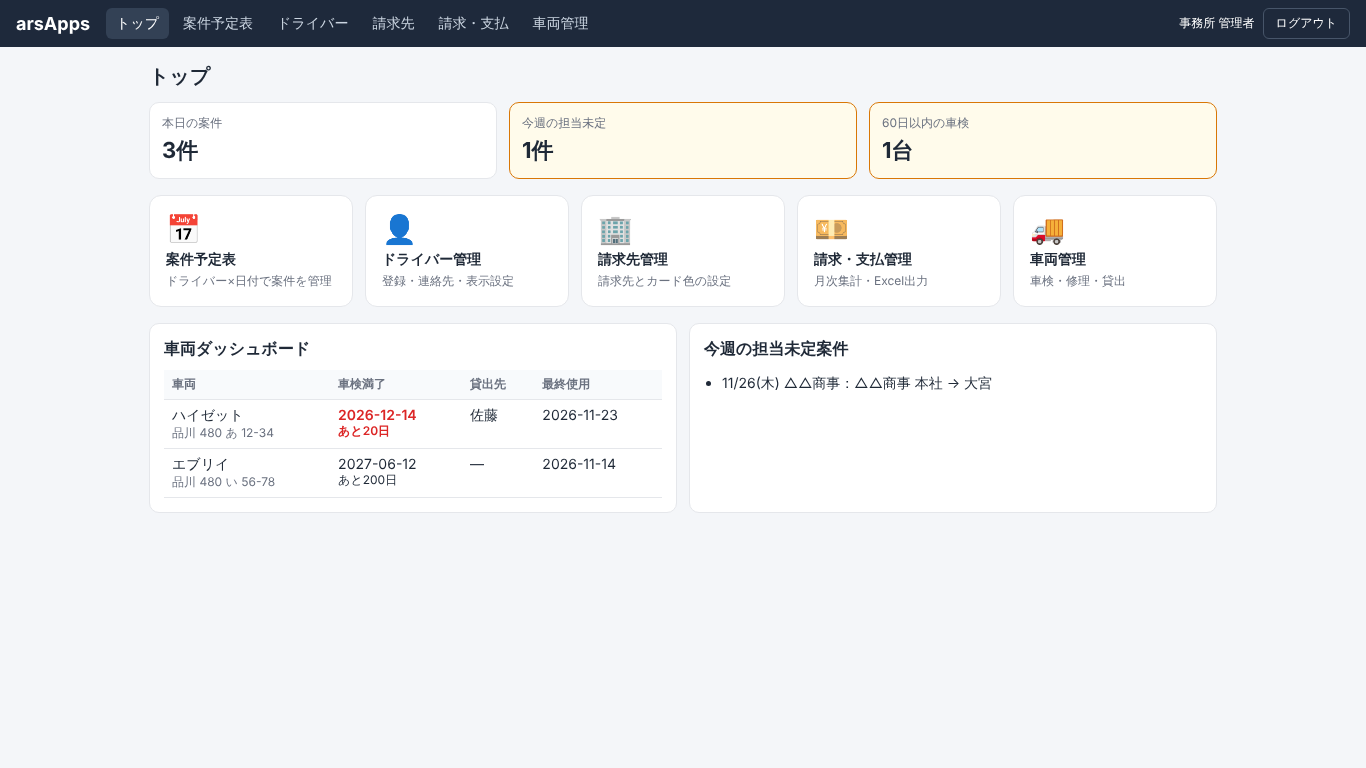 arsApps トップ 案件予定表 ドライバー 請求先 請求・支払 車両管理 事務所 管理者 ログアウト
トップ
本日の案件
3件
今週の担当未定
1件
60日以内の車検
1台
July
17
案件予定表
ドライバー×日付で案件を管理
ドライバー管理
登録・連絡先・表示設定
請求先管理
請求先とカード色の設定
請求・支払管理
月次集計・Excel出力
車両管理
車検・修理・貸出
車両ダッシュボード
車両 車検満了 貸出先 最終使用
ハイゼット 2026-12-14 佐藤 2026-11-23
品川 480 あ 12-34 あと20日
エブリイ 2027-06-12 — 2026-11-14
品川 480 い 56-78 あと200日
今週の担当未定案件
• 11/26(木) △△商事：△△商事 本社 → 大宮